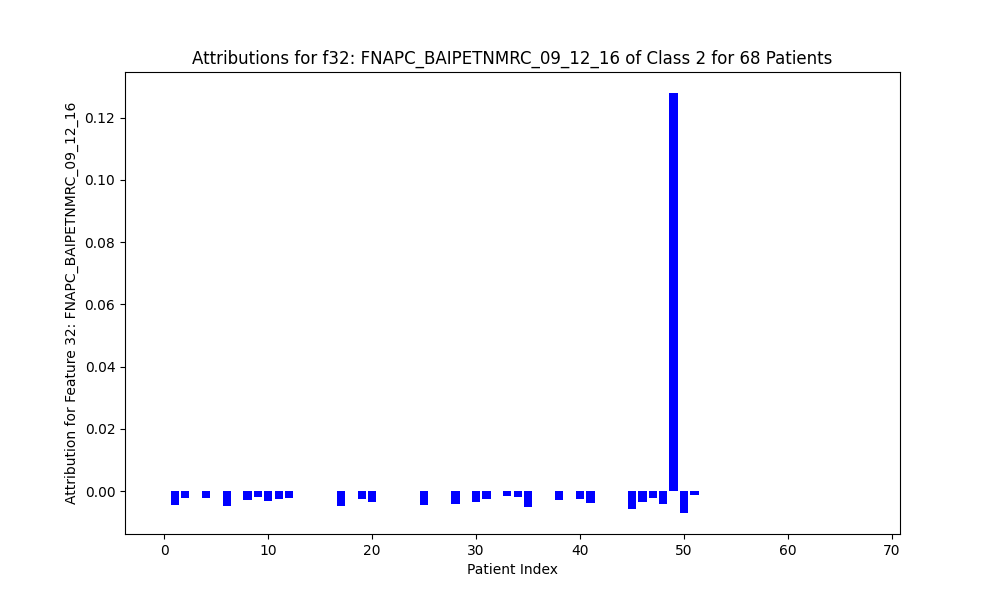 Attributions for f32: FNAPC_BAIPETNMRC_09_12_16 of Class 2 for 68 Patients
Attribution for Feature 32: FNAPC_BAIPETNMRC_09_12_16
0.12
0.10
0.08
0.06
0.04
0.02
0.00
0 10 20 30 40 50 60 70
Patient Index